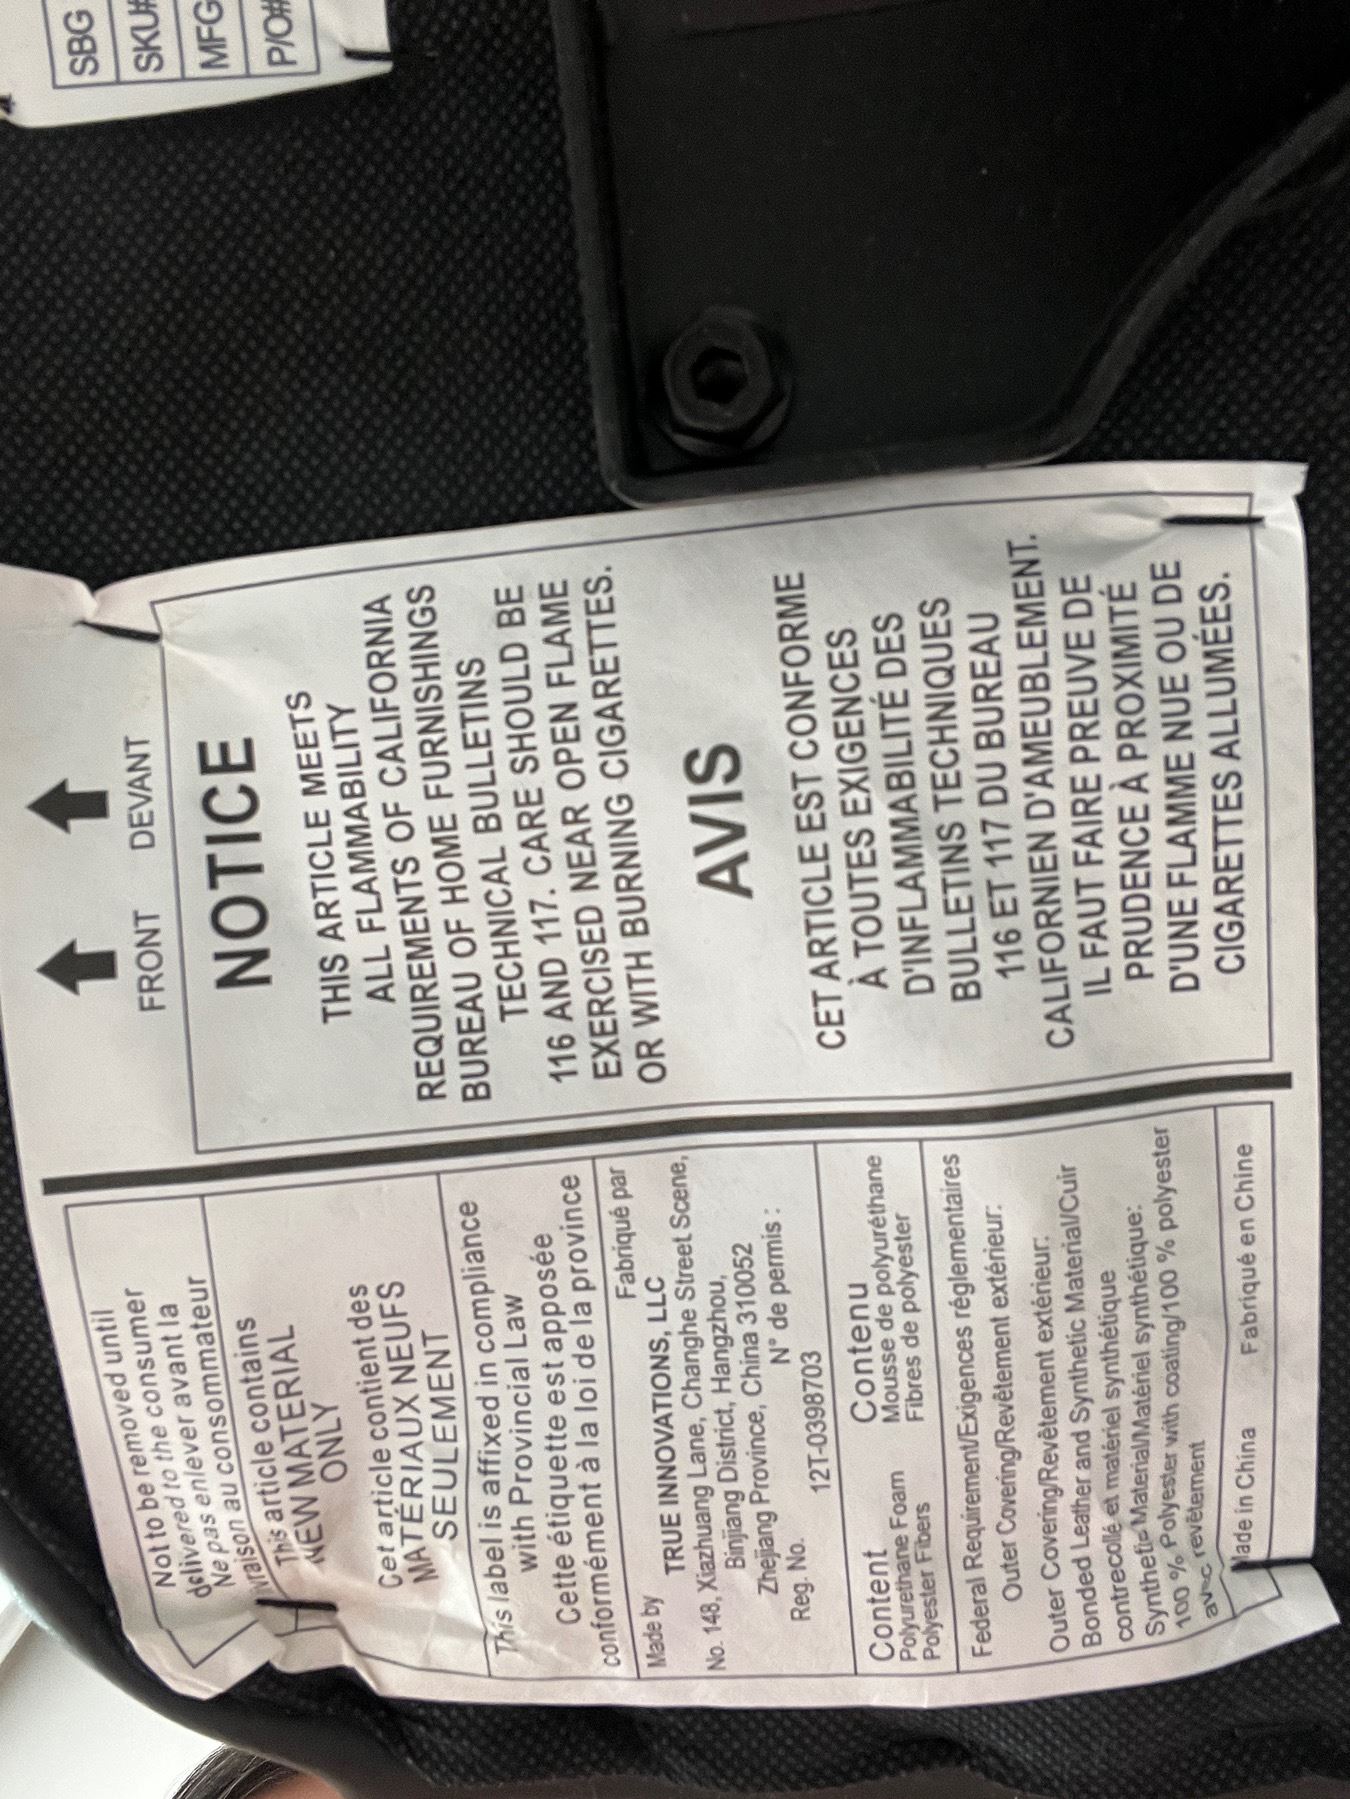 SBG
SKU#
MFG
P/O#
FRONT DEVANT
NOTICE
THIS ARTICLE MEETS
ALL FLAMMABILITY
REQUIREMENTS OF CALIFORNIA
BUREAU OF HOME FURNISHINGS
TECHNICAL BULLETINS
116 AND 117. CARE SHOULD BE
EXERCISED NEAR OPEN FLAME
OR WITH BURNING CIGARETTES.
AVIS
CET ARTICLE EST CONFORME
À TOUTES EXIGENCES
D'INFLAMMABILITÉ DES
BULLETINS TECHNIQUES
116 ET 117 DU BUREAU
CALIFORNIEN D'AMEUBLEMENT.
IL FAUT FAIRE PREUVE DE
PRUDENCE À PROXIMITÉ
D'UNE FLAMME NUE OU DE
CIGARETTES ALLUMÉES.
Not to be removed until
delivered to the consumer
Ne pas enlever avant la
vraison au consommateur
This article contains
NEW MATERIAL
ONLY
Cet article contient des
MATÉRIAUX NEUFS
SEULEMENT
This label is affixed in compliance
with Provincial Law
Cette étiquette est apposée
conformément à la loi de la province
Made by Fabriqué par
TRUE INNOVATIONS, LLC
No. 148, Xiazhuang Lane, Changhe Street Scene,
Binjiang District, Hangzhou,
Zhejiang Province, China 310052
Reg. No. N° de permis :
12T-0398703
Content Contenu
Polyurethane Foam Mousse de polyuréthane
Polyester Fibers Fibres de polyester
Federal Requirement/Exigences réglementaires
Outer Covering/Revêtement extérieur:
Outer Covering/Revêtement extérieur:
Bonded Leather and Synthetic Material/Cuir
contrecollé et matériel synthétique
Synthetic Material/Matériel synthétique:
100 % Polyester with coating/100 % polyester
avec revêtement
Made in China Fabriqué en Chine